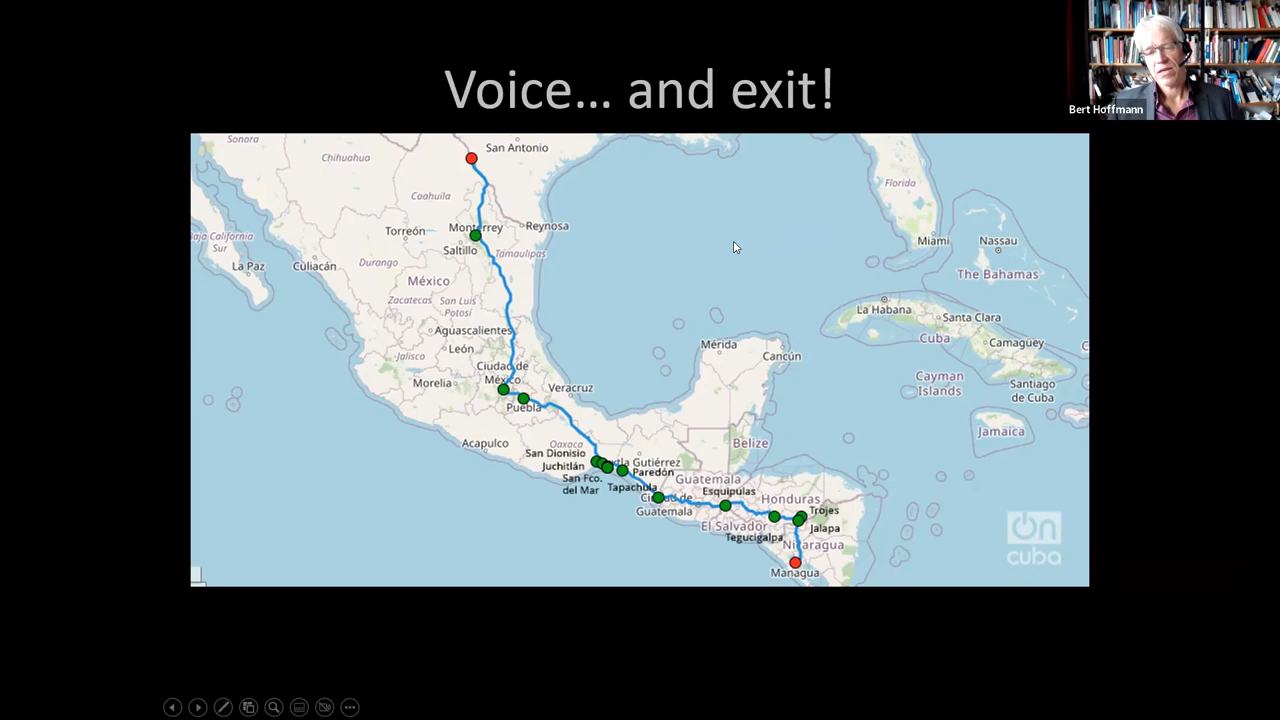 Voice... and exit!
Bert Hoffmann
Sonora
San Antonio
Chihuahua
Florida
Coahuila
Torreón
Monterrey
Reynosa
Baja California
Sur
Saltillo
Tamaulipas
Miami
Nassau
La Paz
Culiacán
Durango
The Bahamas
México
Zacatecas
San Luis
Potosí
La Habana
Santa Clara
Aguascalientes
Cuba
Camagüey
León
Mérida
Jalisco
Cancún
Ciudad de
México
Cayman
Islands
Morelia
Veracruz
Santiago
de Cuba
Puebla
Jamaica
Acapulco
Oaxaca
Belize
San Dionisio
Juchitlán
Gutiérrez
Paredón
San Fco.
del Mar
Tapachula
Guatemala
Esquipulas
Ciudad de
Guatemala
Honduras
Trojes
El Salvador
Jalapa
Tegucigalpa
Nicaragua
Managua
On
cuba